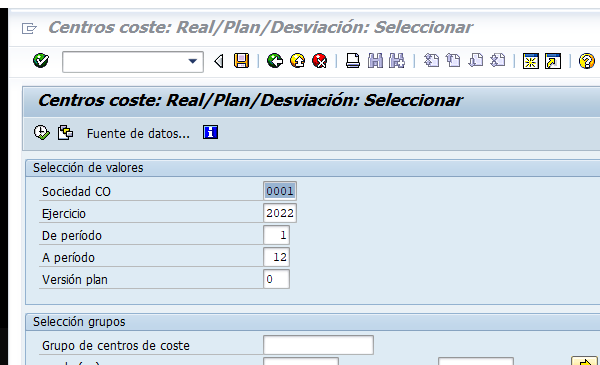 Centros coste: Real/Plan/Desviación: Seleccionar
Centros coste: Real/Plan/Desviación: Seleccionar
Fuente de datos...
Selección de valores
Sociedad CO 0001
Ejercicio 2022
De período 1
A período 12
Versión plan 0
Selección grupos
Grupo de centros de coste